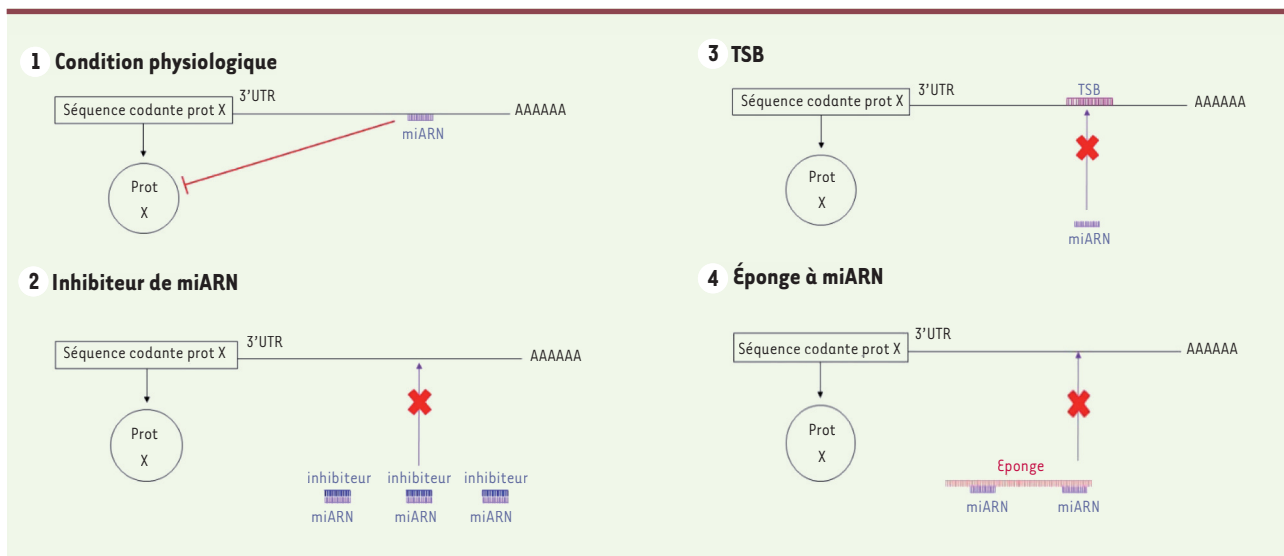 1 Condition physiologique
Séquence codante prot X
3'UTR
AAAAAA
miARN
Prot
X
2 Inhibiteur de miARN
Séquence codante prot X
3'UTR
AAAAAA
Prot
X
inhibiteur inhibiteur inhibiteur
miARN miARN miARN
3 TSB
Séquence codante prot X
3'UTR
TSB
AAAAAA
Prot
X
miARN
4 Éponge à miARN
Séquence codante prot X
3'UTR
AAAAAA
Prot
X
Eponge
miARN miARN